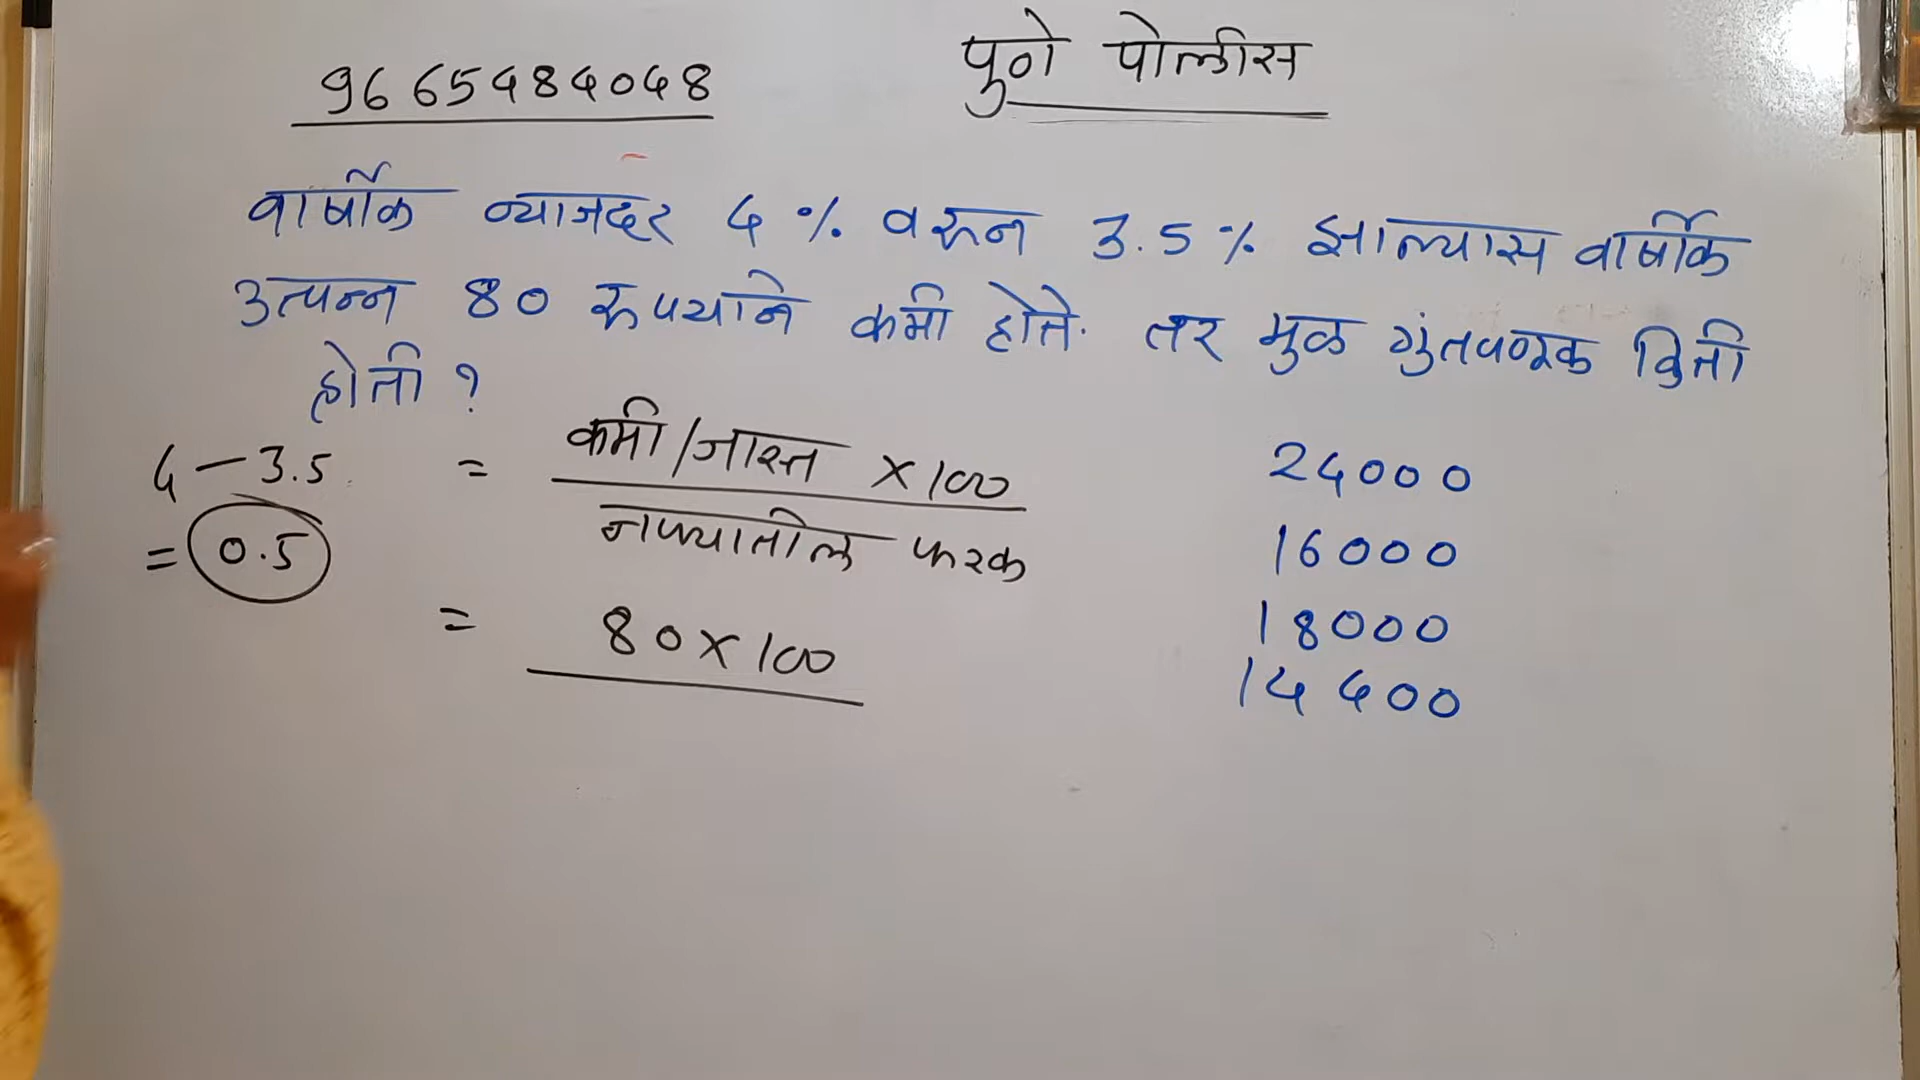 9665484048
पुणे पोलीस
वार्षीक व्याजदर 4 % वरून 3.5 % झाल्यास वार्षीक
उत्पन्न 80 रूपयाने कमी होते. तर मुळ गुंतवणूक किती
होती ?
4 - 3.5 = कमी/जास्त x 100
नफ्यातील फरक
= 0.5
= 80 x 100
24000
16000
18000
14400